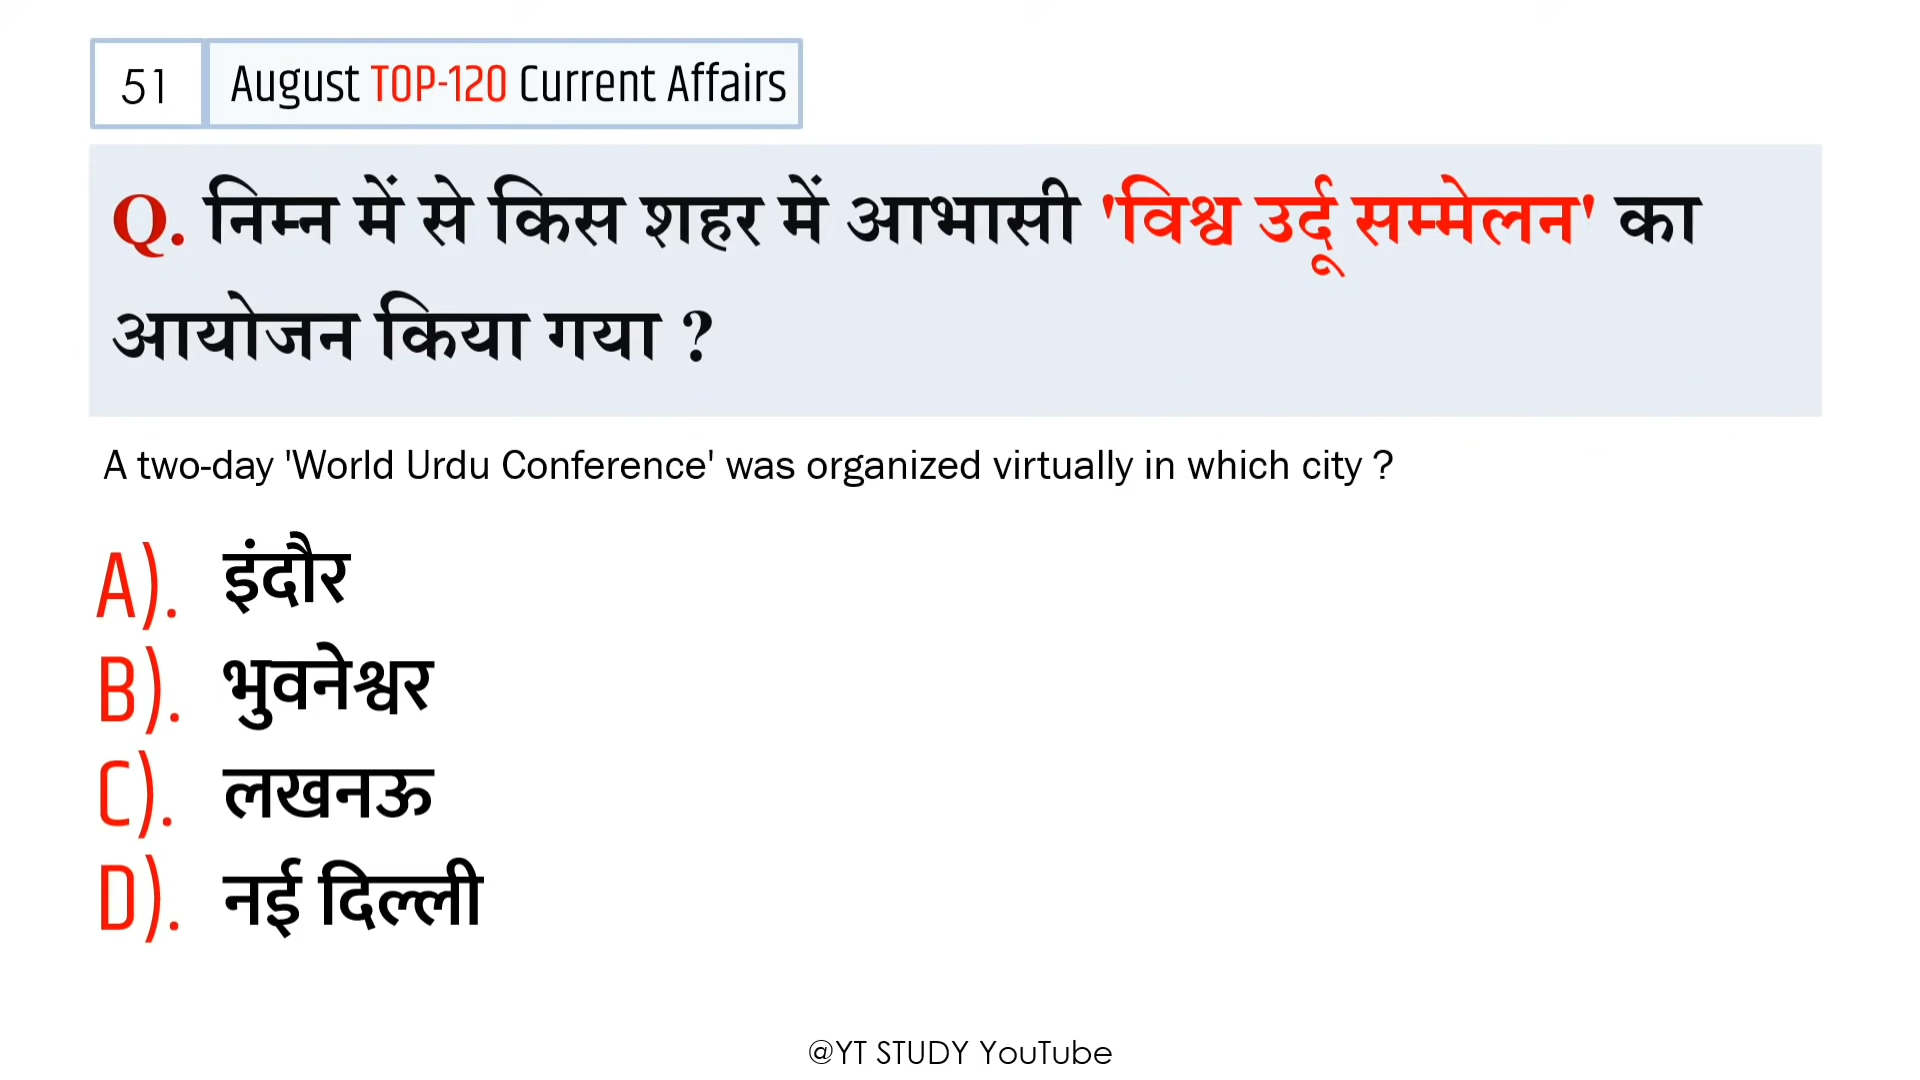 51 August TOP-120 Current Affairs
Q. निम्न में से किस शहर में आभासी 'विश्व उर्दू सम्मेलन' का
आयोजन किया गया ?
A two-day 'World Urdu Conference' was organized virtually in which city ?
A). इंदौर
B). भुवनेश्वर
C). लखनऊ
D). नई दिल्ली
@YT STUDY YouTube